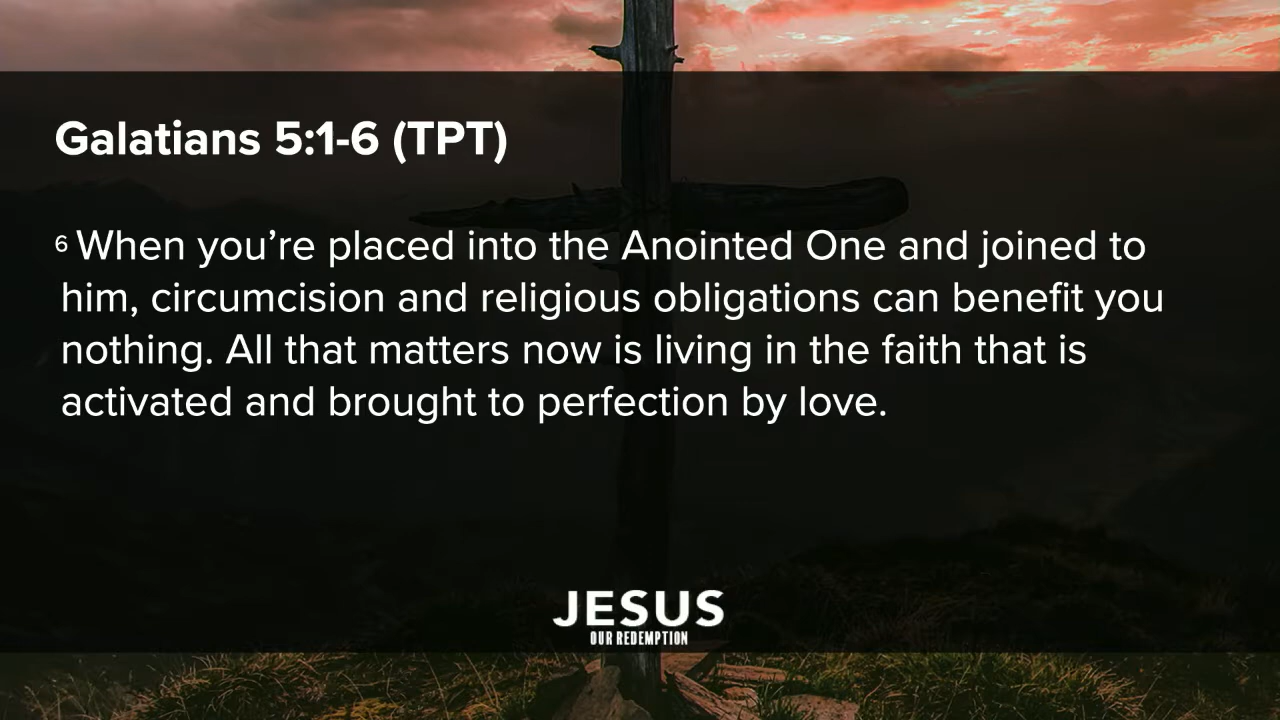 Galatians 5:1-6 (TPT)
6 When you’re placed into the Anointed One and joined to
him, circumcision and religious obligations can benefit you
nothing. All that matters now is living in the faith that is
activated and brought to perfection by love.
JESUS
OUR REDEMPTION